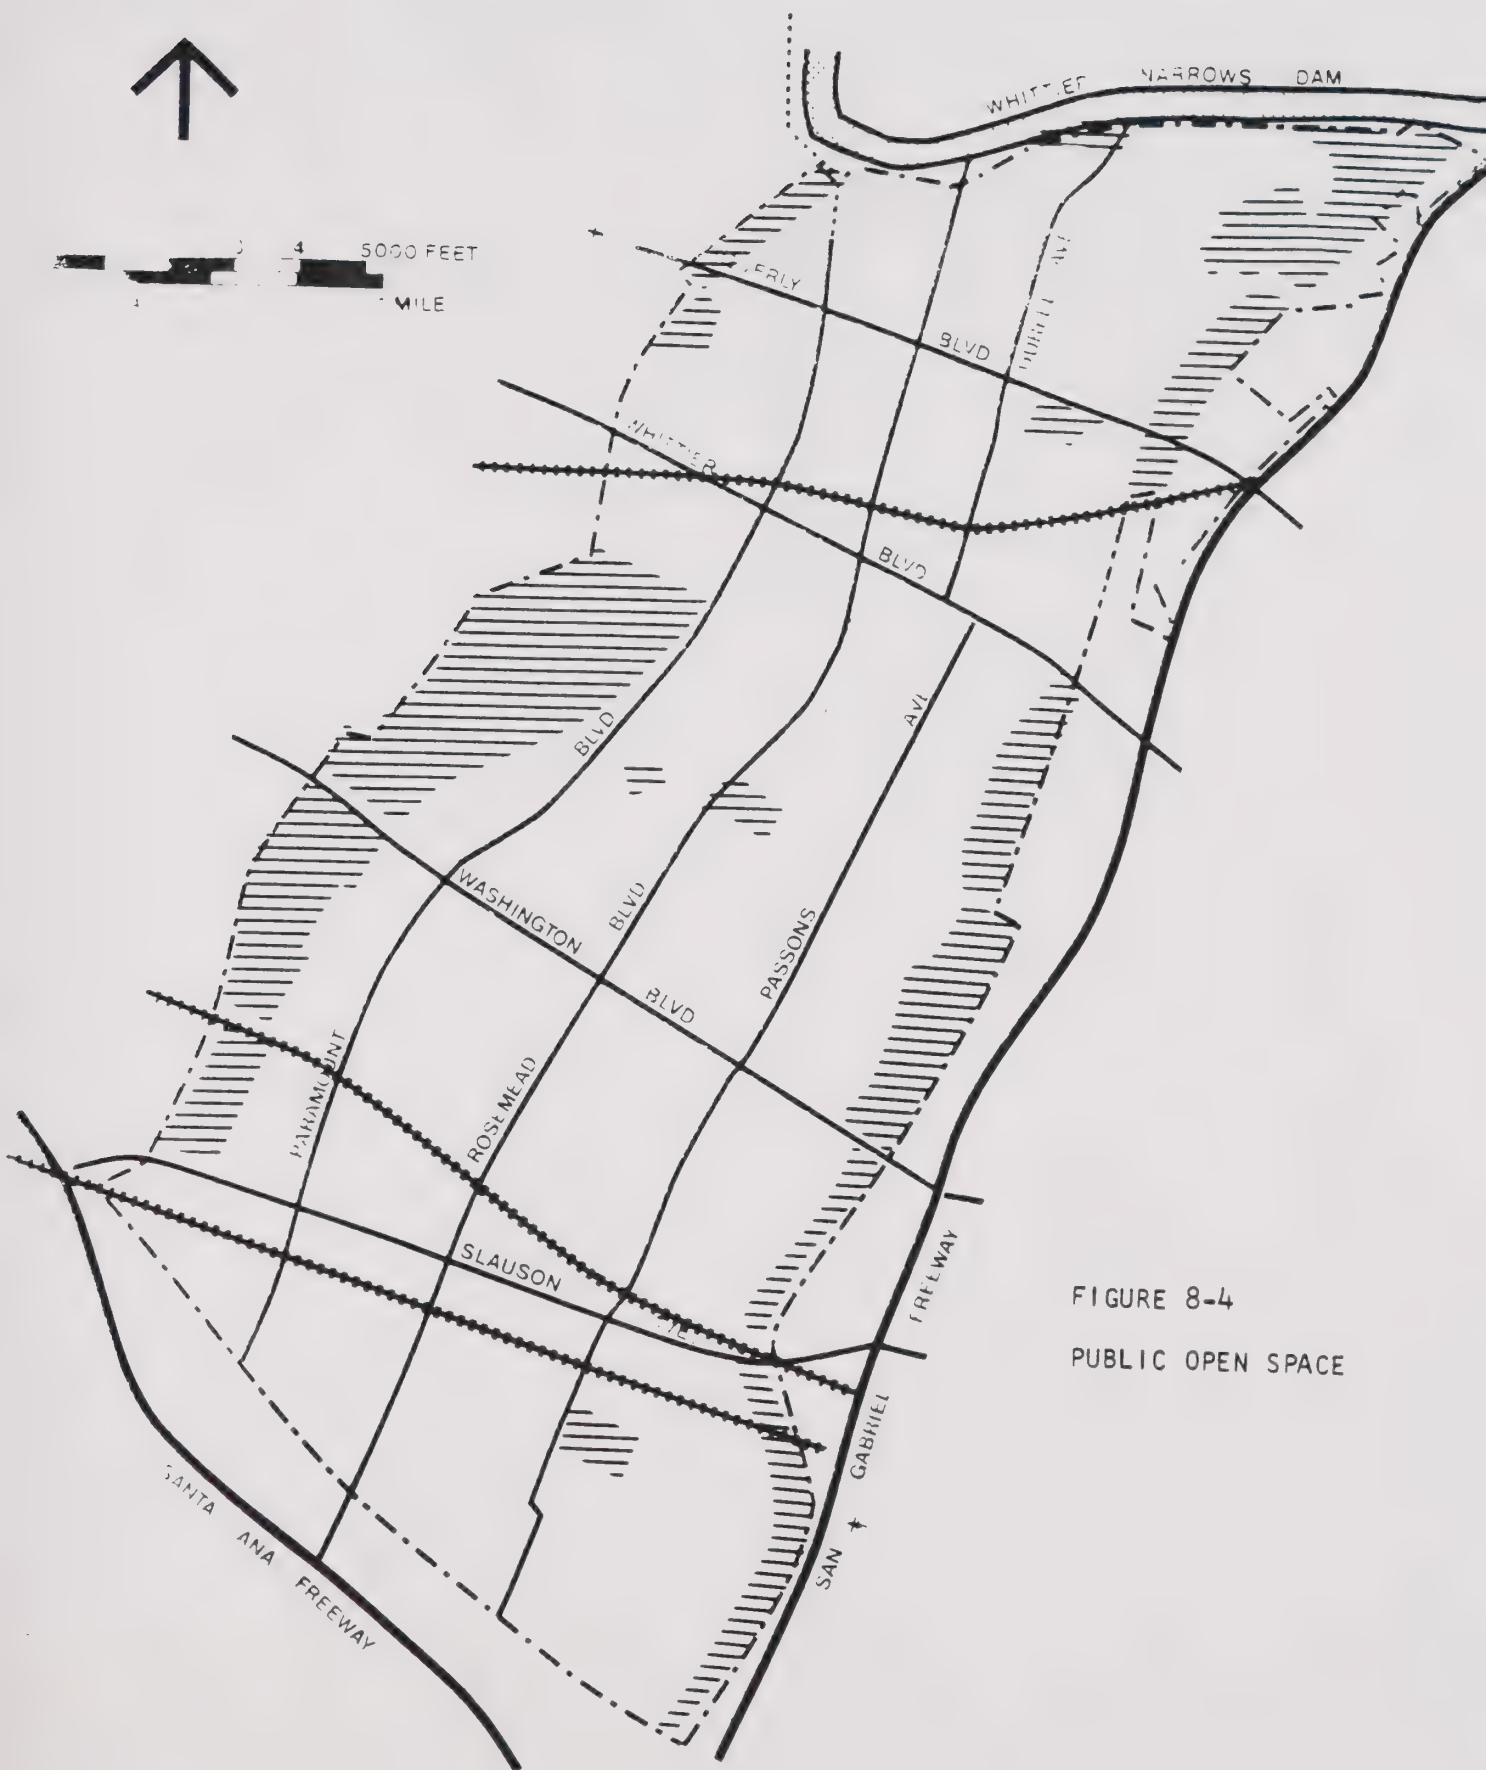 WHITTIER NARROWS DAM
4 5000 FEET
MILE
BLVD
WHITTIER
BLVD
BLVD
AVE
WASHINGTON
BLVD
BLVD
PASSONS
PARAMOUNT
ROSEMEAD
SLAUSON
FREEWAY
FIGURE 8-4
PUBLIC OPEN SPACE
GABRIEL
SAN
SANTA ANA FREEWAY